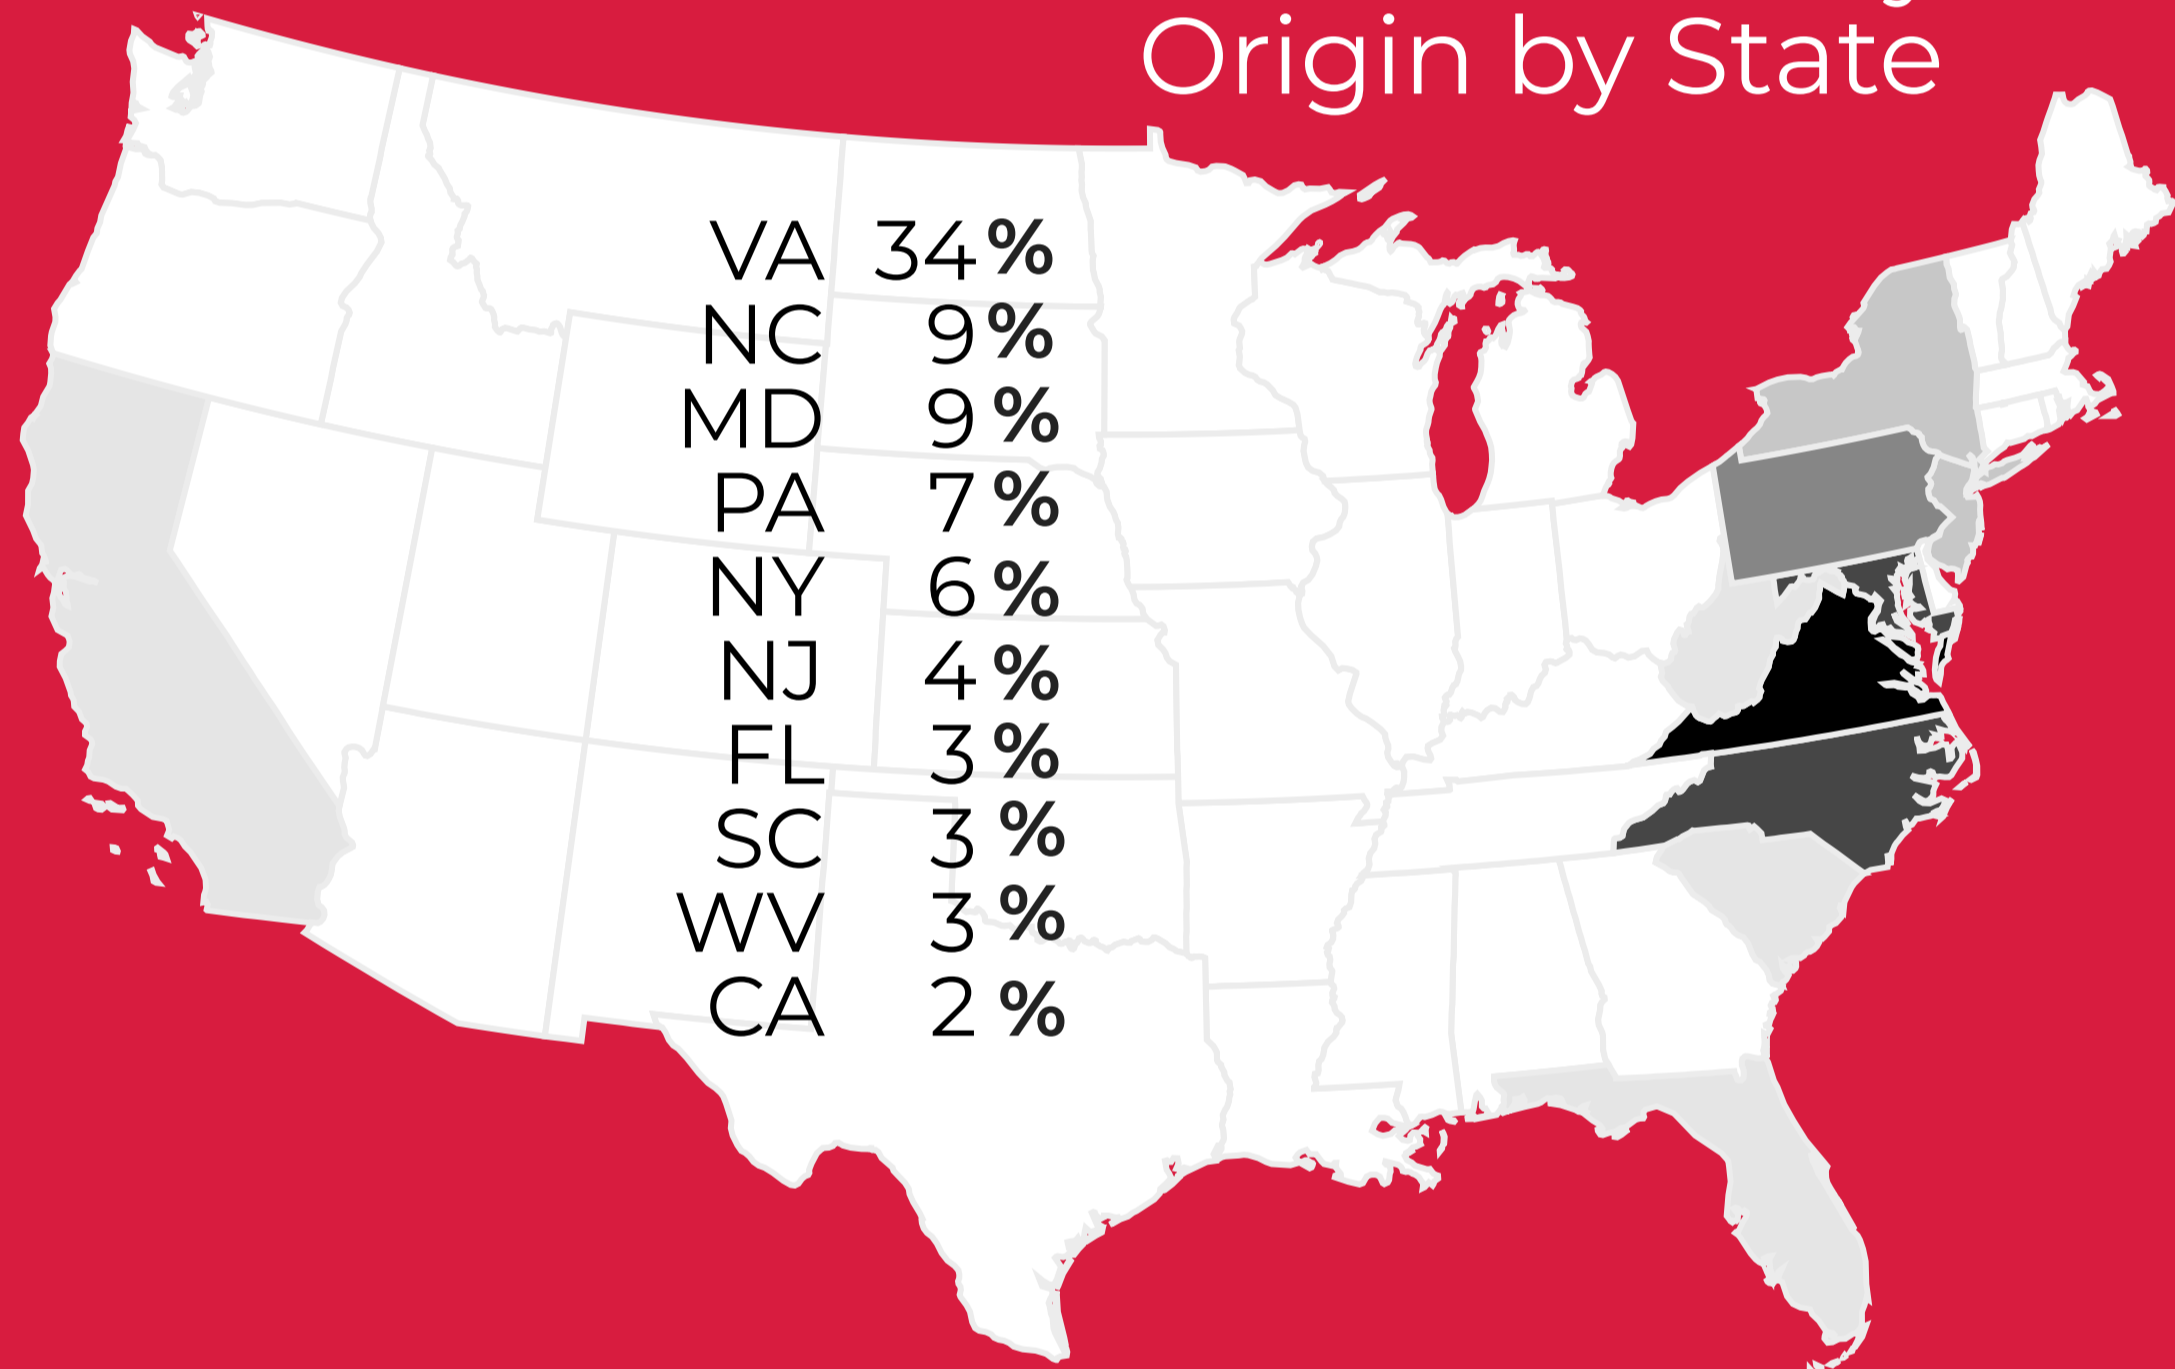 Origin by State
VA 34%
NC 9%
MD 9%
PA 7%
NY 6%
NJ 4%
FL 3%
SC 3%
WV 3%
CA 2%